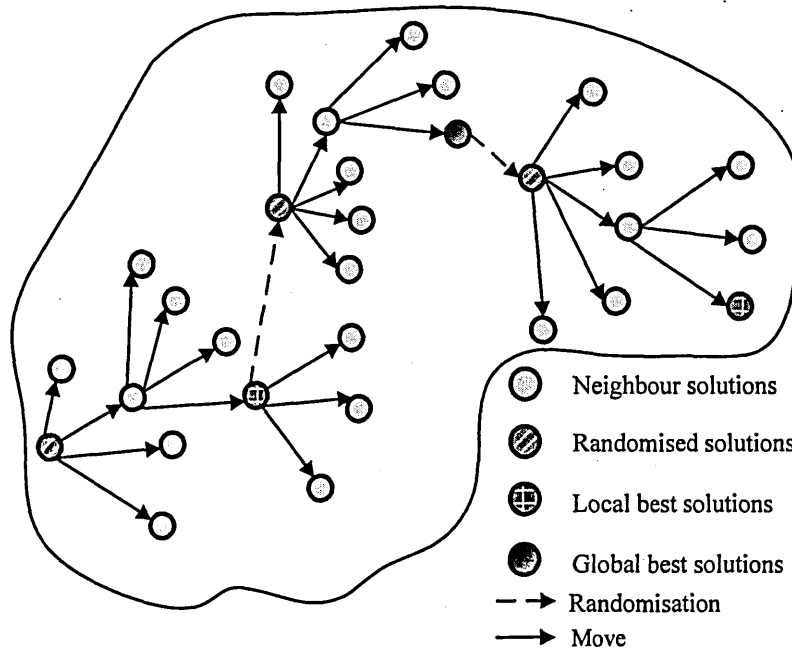 Neighbour solutions
Randomised solutions
Local best solutions
Global best solutions
Randomisation
Move